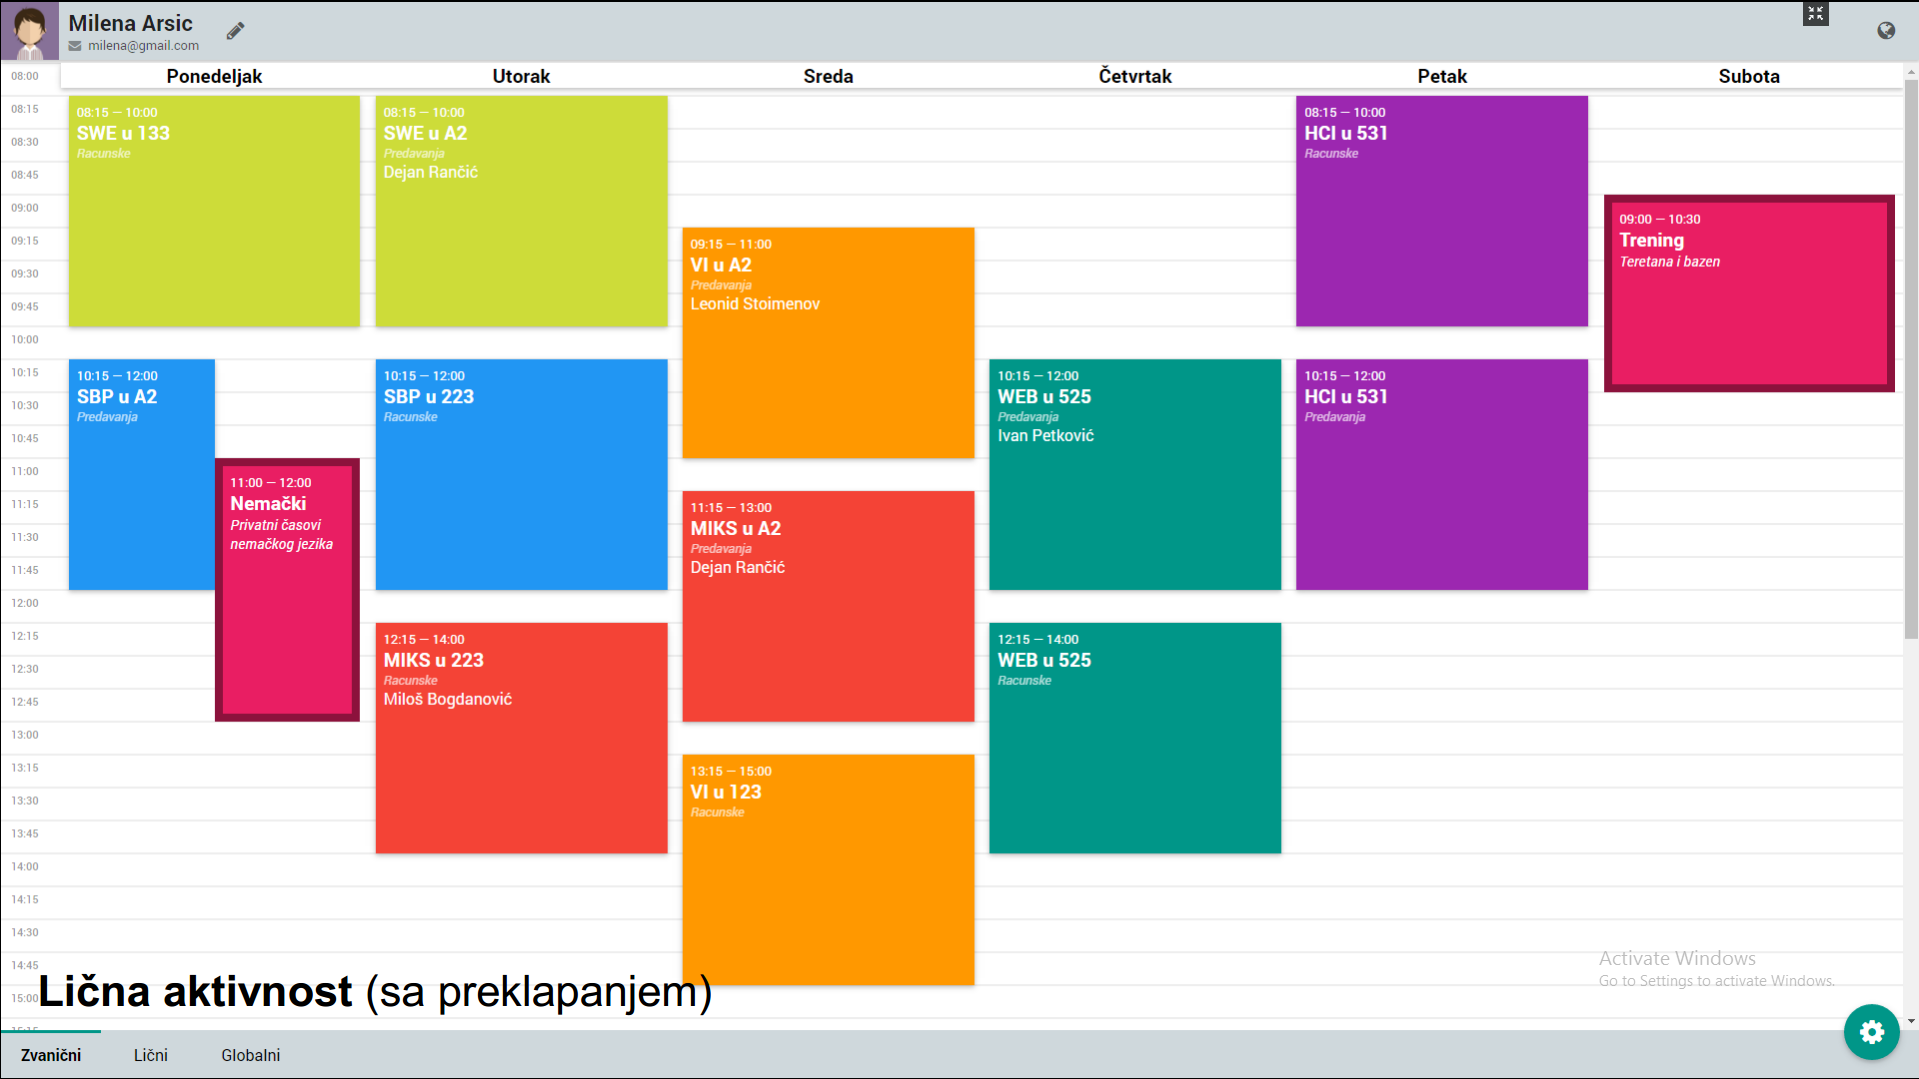 Milena Arsic
milena@gmail.com
Ponedeljak
Utorak
Sreda
Četvrtak
Petak
Subota
08:00
08:15
08:30
08:45
09:00
09:15
09:30
09:45
10:00
10:15
10:30
10:45
11:00
11:15
11:30
11:45
12:00
12:15
12:30
12:45
13:00
13:15
13:30
13:45
14:00
14:15
14:30
14:45
15:00
15:15
08:15 — 10:00
SWE u 133
Racunske
10:15 — 12:00
SBP u A2
Predavanja
11:00 — 12:00
Nemački
Privatni časovi
nemačkog jezika
08:15 — 10:00
SWE u A2
Predavanja
Dejan Rančić
10:15 — 12:00
SBP u 223
Racunske
12:15 — 14:00
MIKS u 223
Racunske
Miloš Bogdanović
09:15 — 11:00
VI u A2
Predavanja
Leonid Stoimenov
11:15 — 13:00
MIKS u A2
Predavanja
Dejan Rančić
13:15 — 15:00
VI u 123
Racunske
10:15 — 12:00
WEB u 525
Predavanja
Ivan Petković
12:15 — 14:00
WEB u 525
Racunske
08:15 — 10:00
HCI u 531
Racunske
10:15 — 12:00
HCI u 531
Predavanja
09:00 — 10:30
Trening
Teretana i bazen
Activate Windows
Go to Settings to activate Windows.
Lična aktivnost (sa preklapanjem)
Zvanični
Lični
Globalni